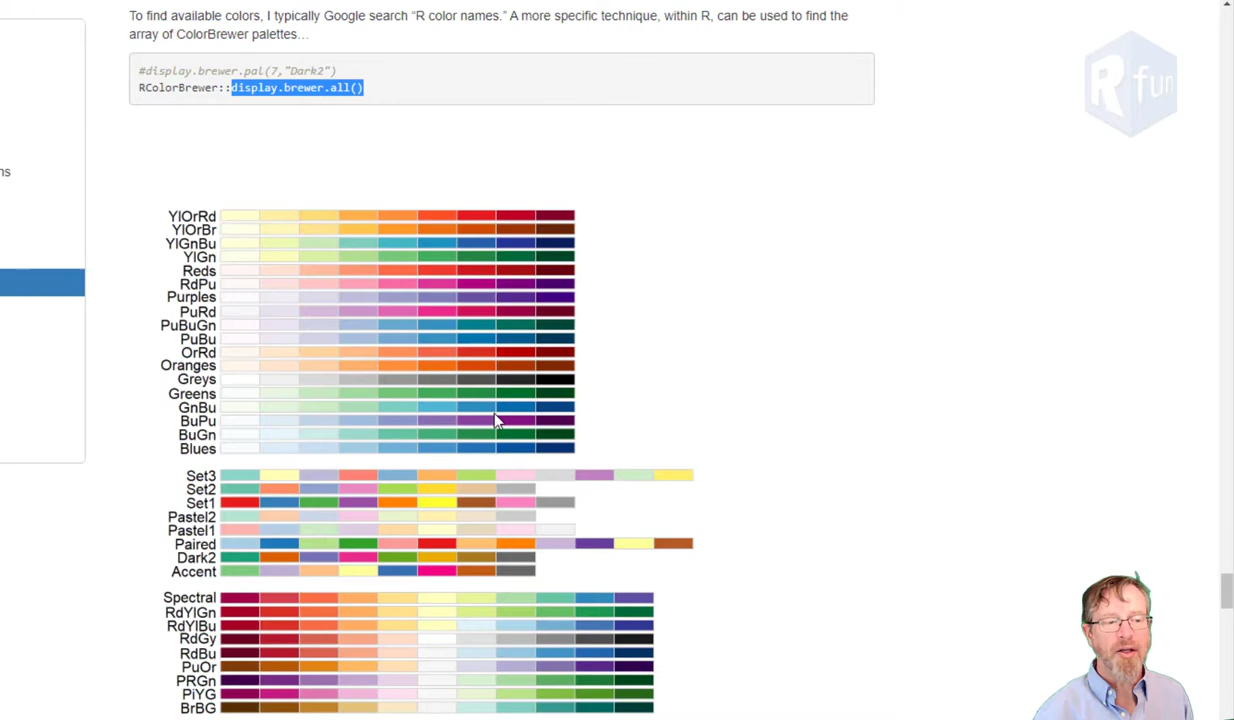 To find available colors, I typically Google search “R color names.” A more specific technique, within R, can be used to find the
array of ColorBrewer palettes…
#display.brewer.pal(7,"Dark2")
RColorBrewer::display.brewer.all()
R fun
ns
YlOrRd
YlOrBr
YlGnBu
YlGn
Reds
RdPu
Purples
PuRd
PuBuGn
PuBu
OrRd
Oranges
Greys
Greens
GnBu
BuPu
BuGn
Blues
Set3
Set2
Set1
Pastel2
Pastel1
Paired
Dark2
Accent
Spectral
RdYlGn
RdYlBu
RdGy
RdBu
PuOr
PRGn
PiYG
BrBG